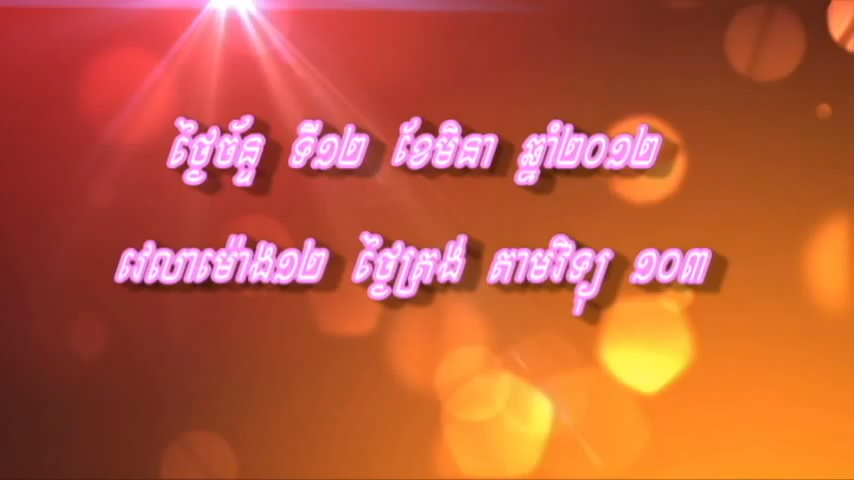 ថ្ងៃច័ន្ទ ទី១២ ខែមិនា ឆ្នាំ២០១២
វេលាម៉ោង១២ ថ្ងៃត្រង់ តាមវិទ្យុ ១០៣